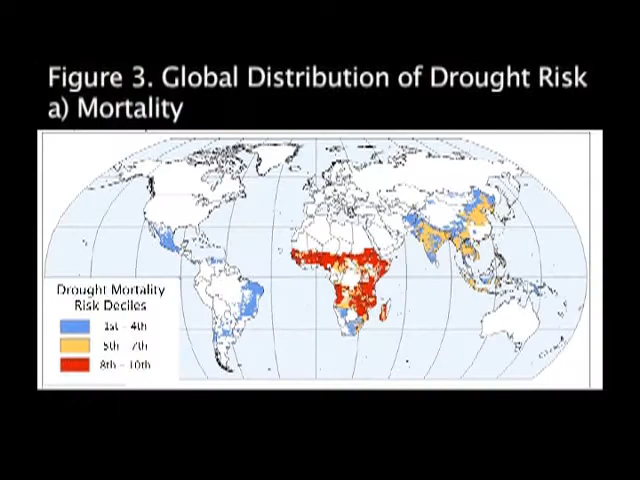 Figure 3. Global Distribution of Drought Risk
a) Mortality
Drought Mortality
Risk Deciles
1st – 4th
5th – 7th
8th – 10th